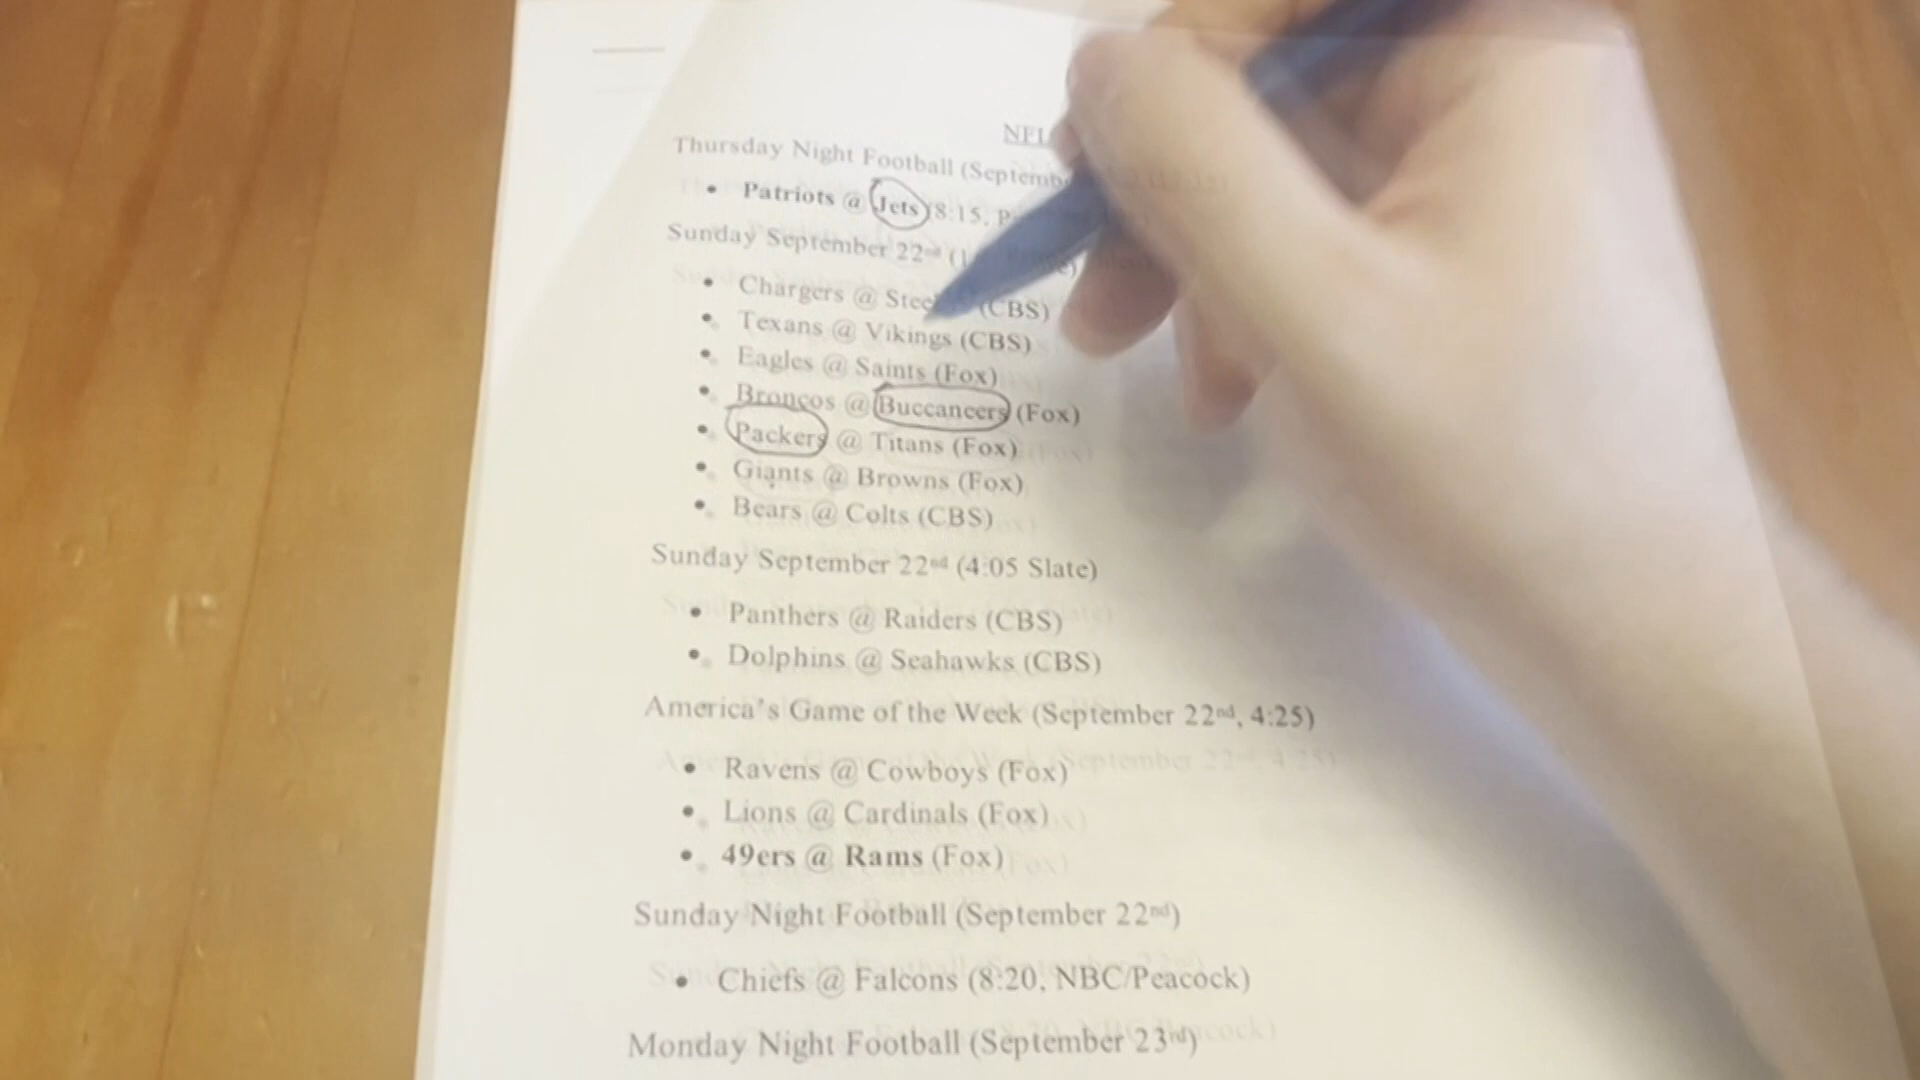 NFL
Thursday Night Football (Septemb
• Patriots @ Jets (8:15, P
Sunday September 22nd (1
• Chargers @ Stee (CBS)
• Texans @ Vikings (CBS)
• Eagles @ Saints (Fox)
• Broncos @ Buccaneers (Fox)
• Packers @ Titans (Fox)
• Giants @ Browns (Fox)
• Bears @ Colts (CBS)
Sunday September 22nd (4:05 Slate)
• Panthers @ Raiders (CBS)
• Dolphins @ Seahawks (CBS)
America's Game of the Week (September 22nd, 4:25)
• Ravens @ Cowboys (Fox)
• Lions @ Cardinals (Fox)
• 49ers @ Rams (Fox)
Sunday Night Football (September 22nd)
• Chiefs @ Falcons (8:20, NBC/Peacock)
Monday Night Football (September 23rd)